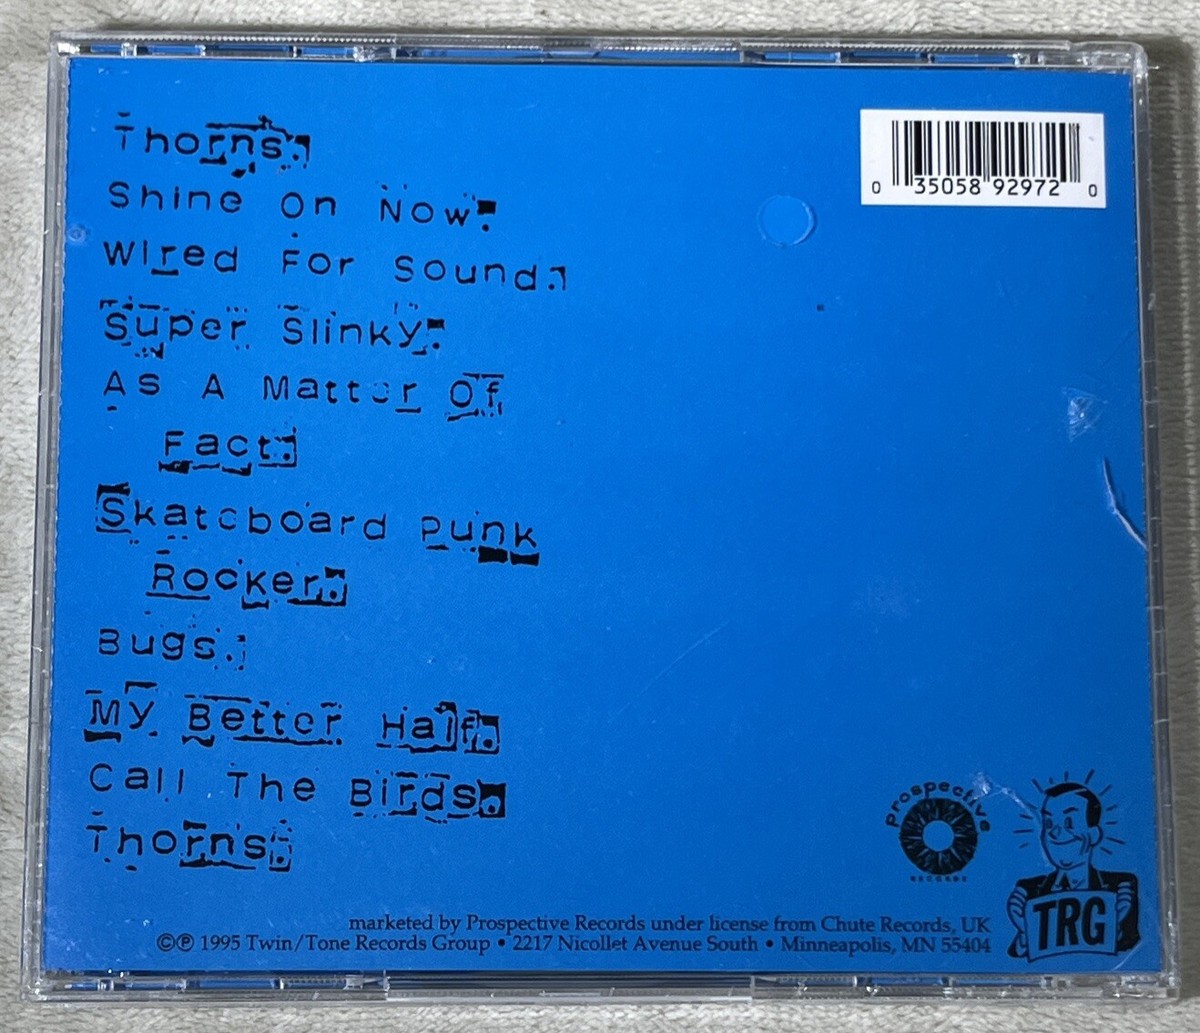 Thorns.
Shine On Now.
Wired For Sound.
Super Slinky.
As A Matter Of
Fact.
Skateboard Punk
Rocker.
Bugs.
My Better Half.
Call The Birds.
Thorns.
0 35058 92972 0
prospective
RECORDS
TRG
marketed by Prospective Records under license from Chute Records, UK
©℗ 1995 Twin/Tone Records Group • 2217 Nicollet Avenue South • Minneapolis, MN 55404